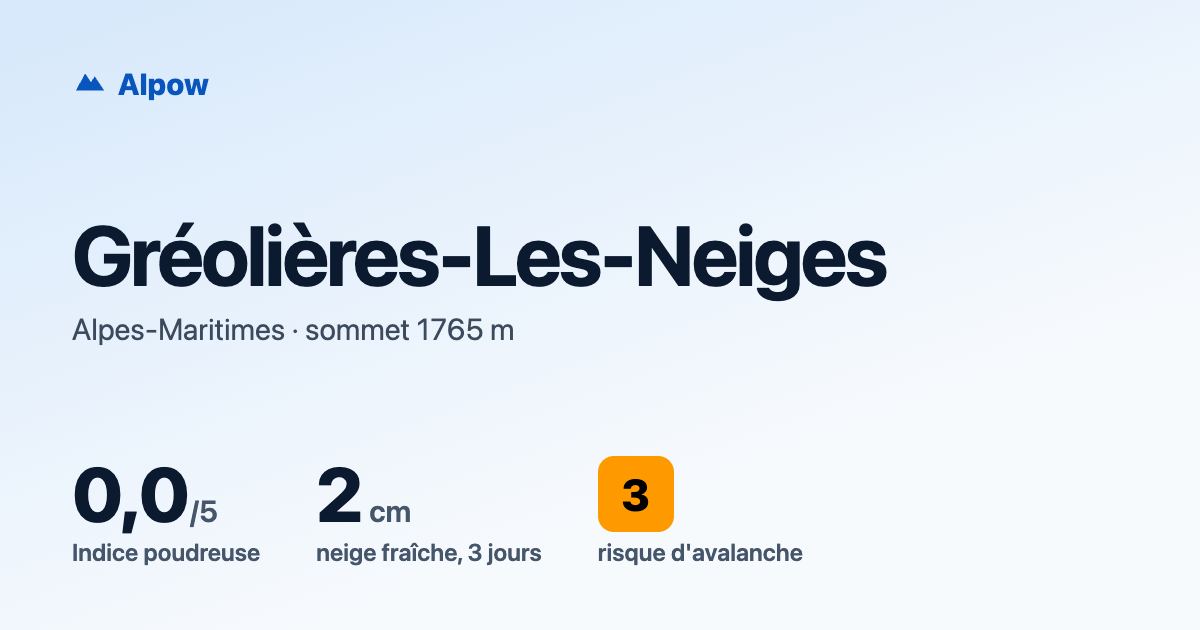 Alpow
Gréolières-Les-Neiges
Alpes-Maritimes · sommet 1765 m
0,0/5
Indice poudreuse
2 cm
neige fraîche, 3 jours
3
risque d'avalanche